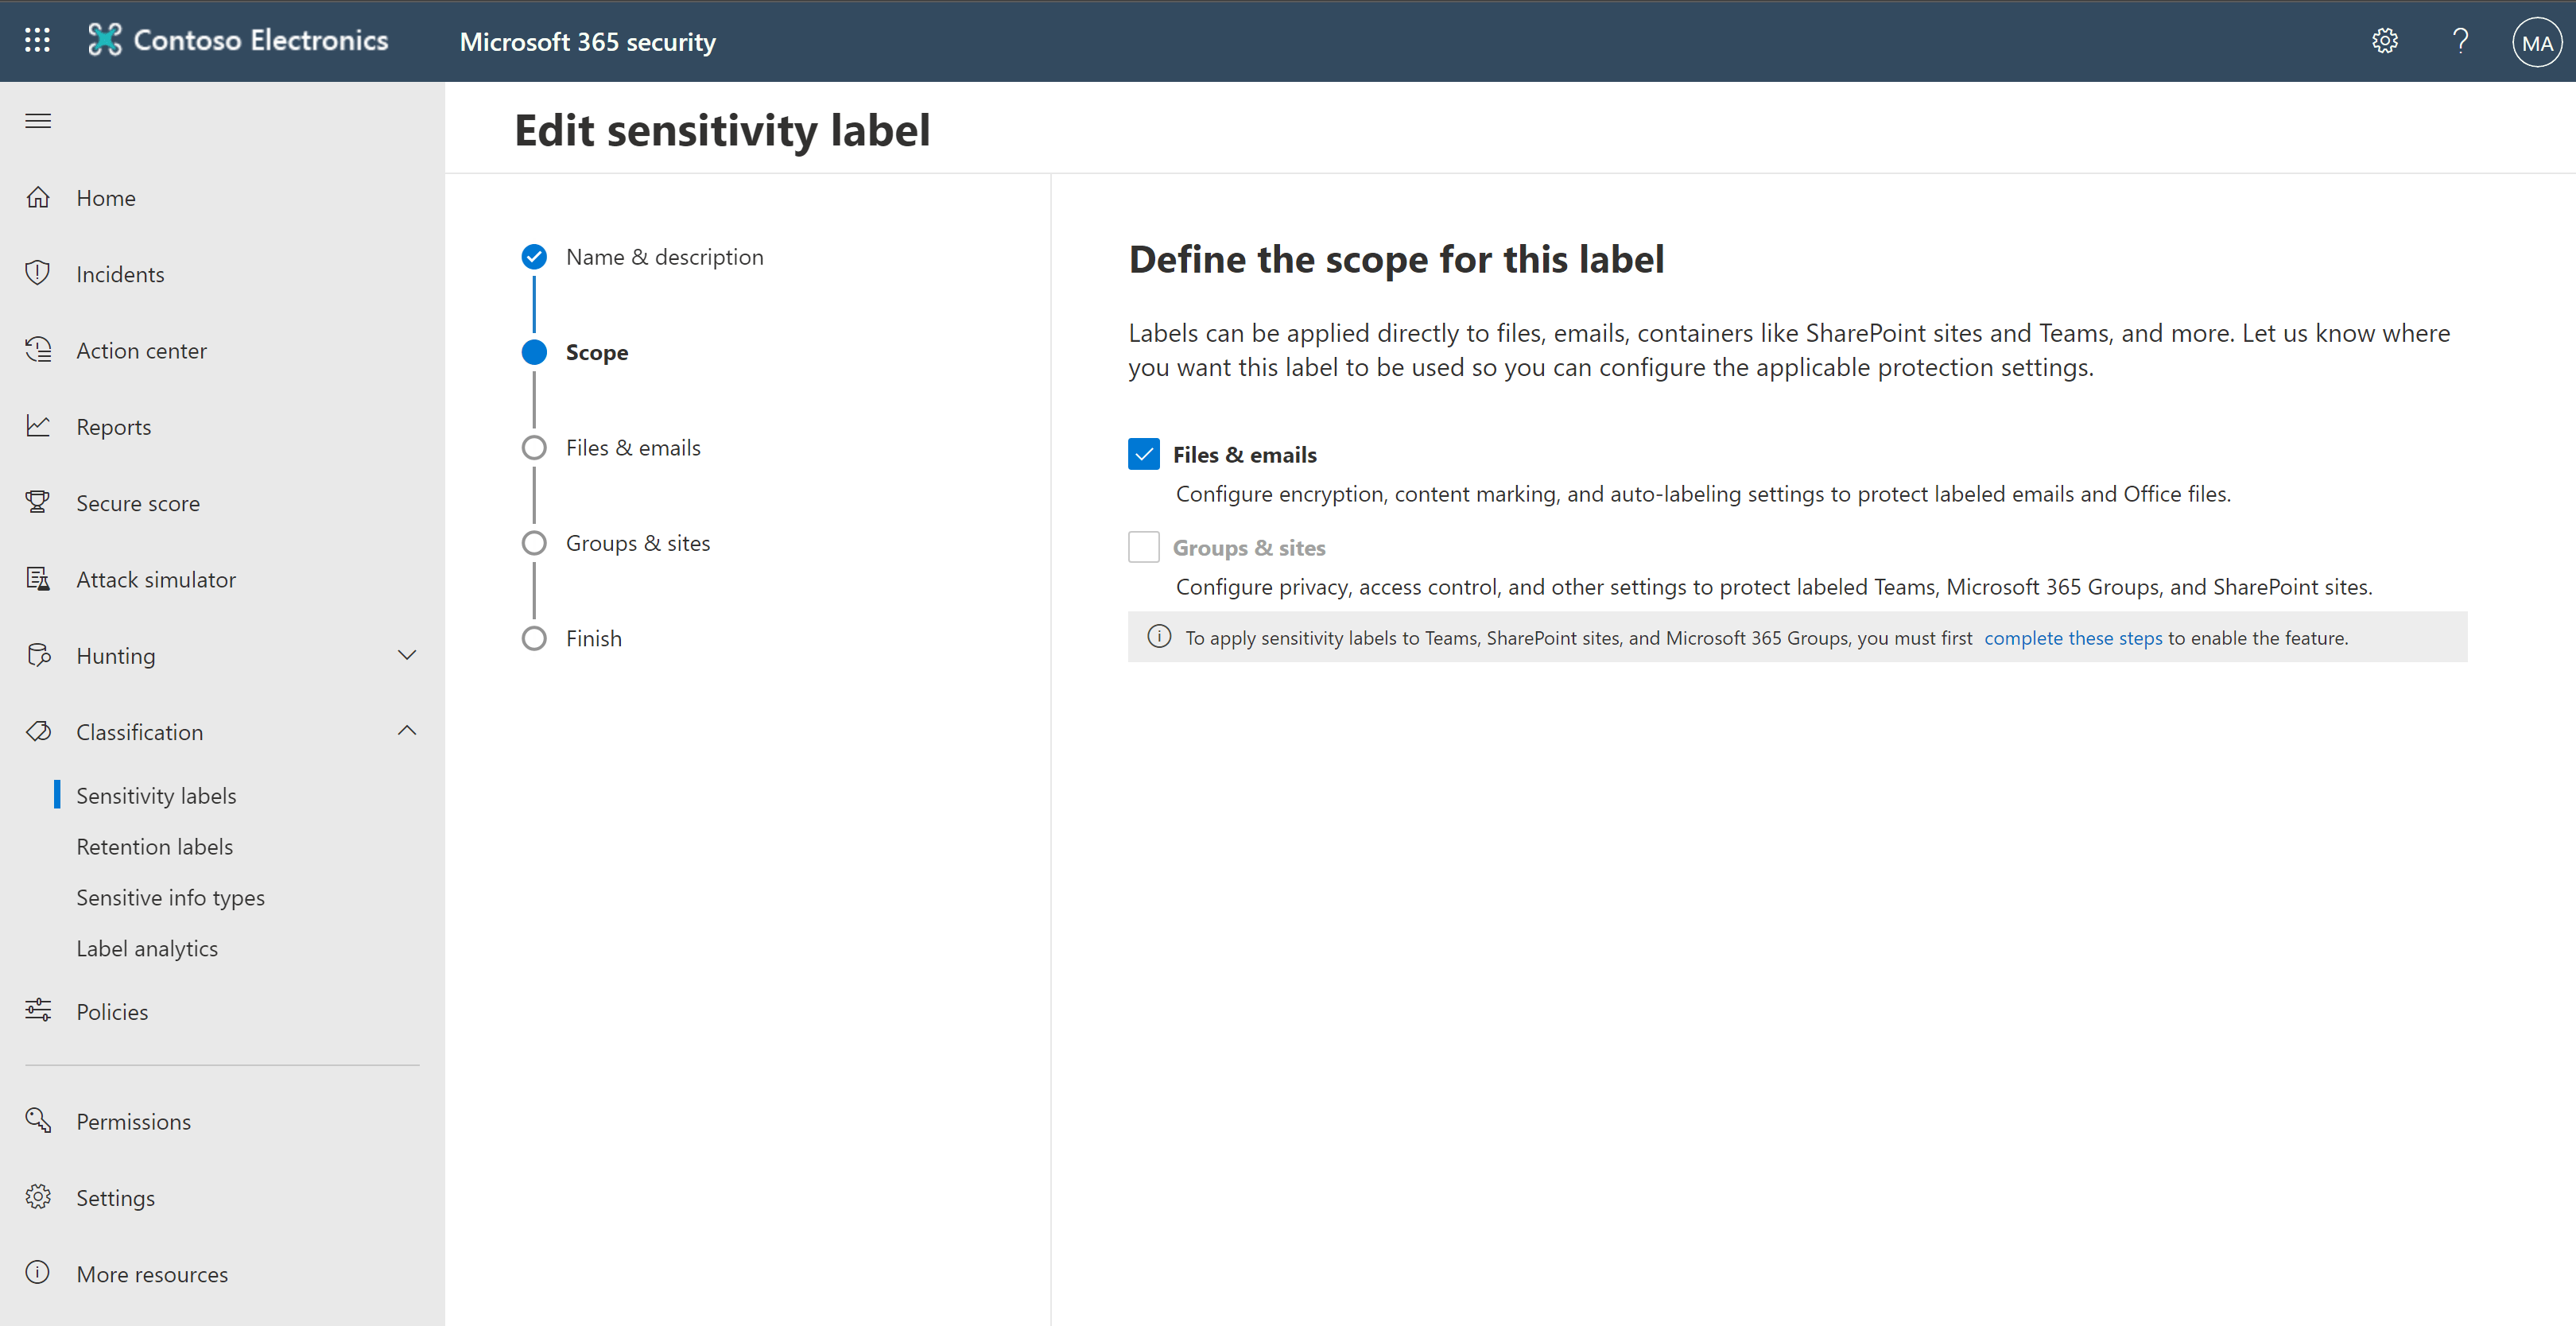 Contoso Electronics
Microsoft 365 security
MA
Home
Incidents
Action center
Reports
Secure score
Attack simulator
Hunting
Classification
Sensitivity labels
Retention labels
Sensitive info types
Label analytics
Policies
Permissions
Settings
More resources
Edit sensitivity label
Name & description
Scope
Files & emails
Groups & sites
Finish
Define the scope for this label
Labels can be applied directly to files, emails, containers like SharePoint sites and Teams, and more. Let us know where
you want this label to be used so you can configure the applicable protection settings.
Files & emails
Configure encryption, content marking, and auto-labeling settings to protect labeled emails and Office files.
Groups & sites
Configure privacy, access control, and other settings to protect labeled Teams, Microsoft 365 Groups, and SharePoint sites.
To apply sensitivity labels to Teams, SharePoint sites, and Microsoft 365 Groups, you must first complete these steps to enable the feature.